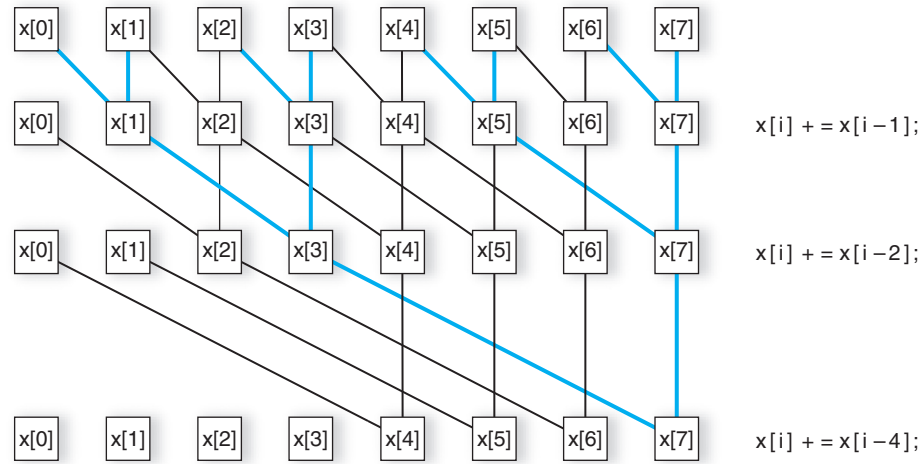 x[0] x[1] x[2] x[3] x[4] x[5] x[6] x[7]
x[0] x[1] x[2] x[3] x[4] x[5] x[6] x[7] x[i] += x[i–1];
x[0] x[1] x[2] x[3] x[4] x[5] x[6] x[7] x[i] += x[i–2];
x[0] x[1] x[2] x[3] x[4] x[5] x[6] x[7] x[i] += x[i–4];